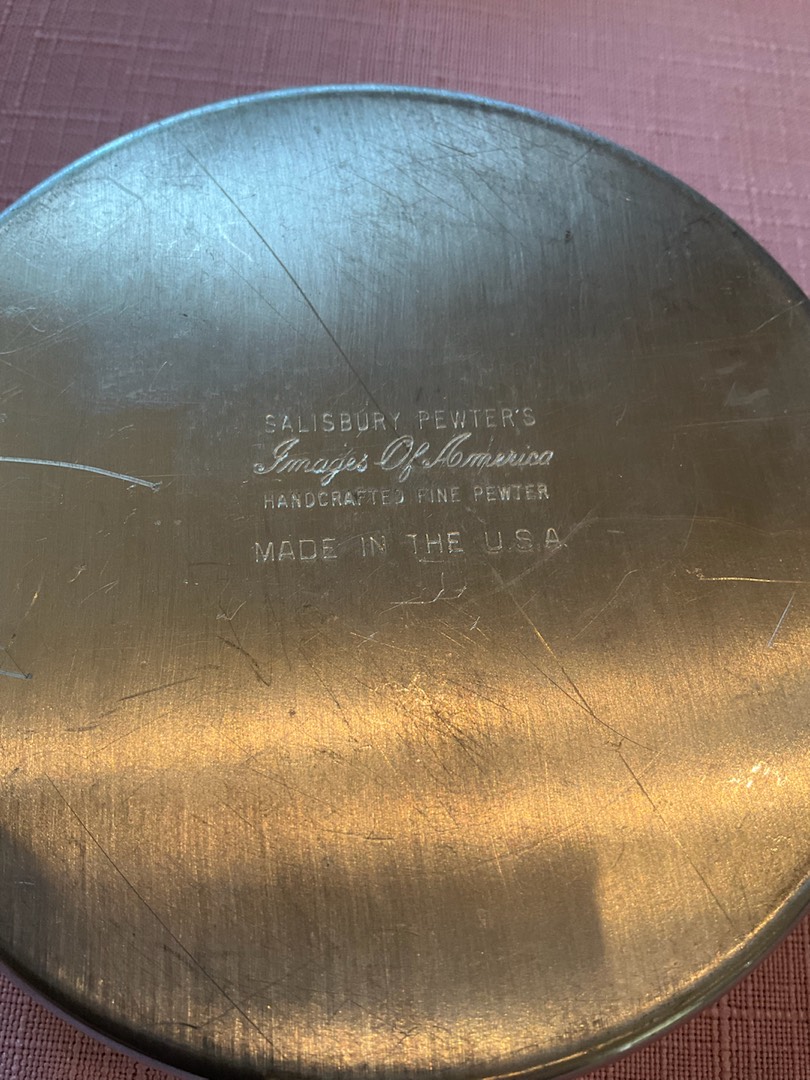 SALISBURY PEWTER'S
Images Of America
HANDCRAFTED FINE PEWTER
MADE IN THE U.S.A.